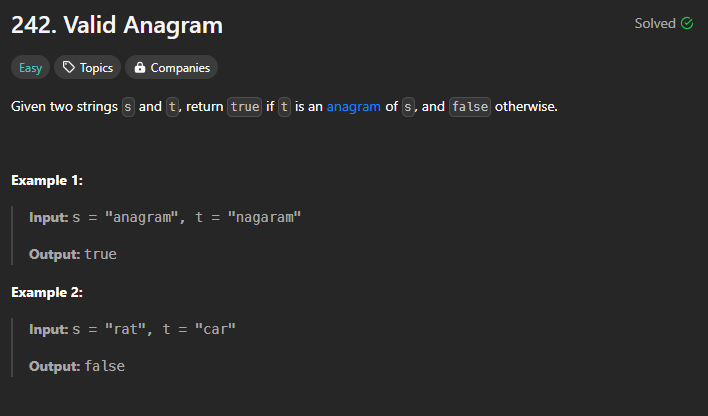 242. Valid Anagram
Solved
Easy Topics Companies
Given two strings s and t, return true if t is an anagram of s, and false otherwise.
Example 1:
Input: s = "anagram", t = "nagaram"
Output: true
Example 2:
Input: s = "rat", t = "car"
Output: false